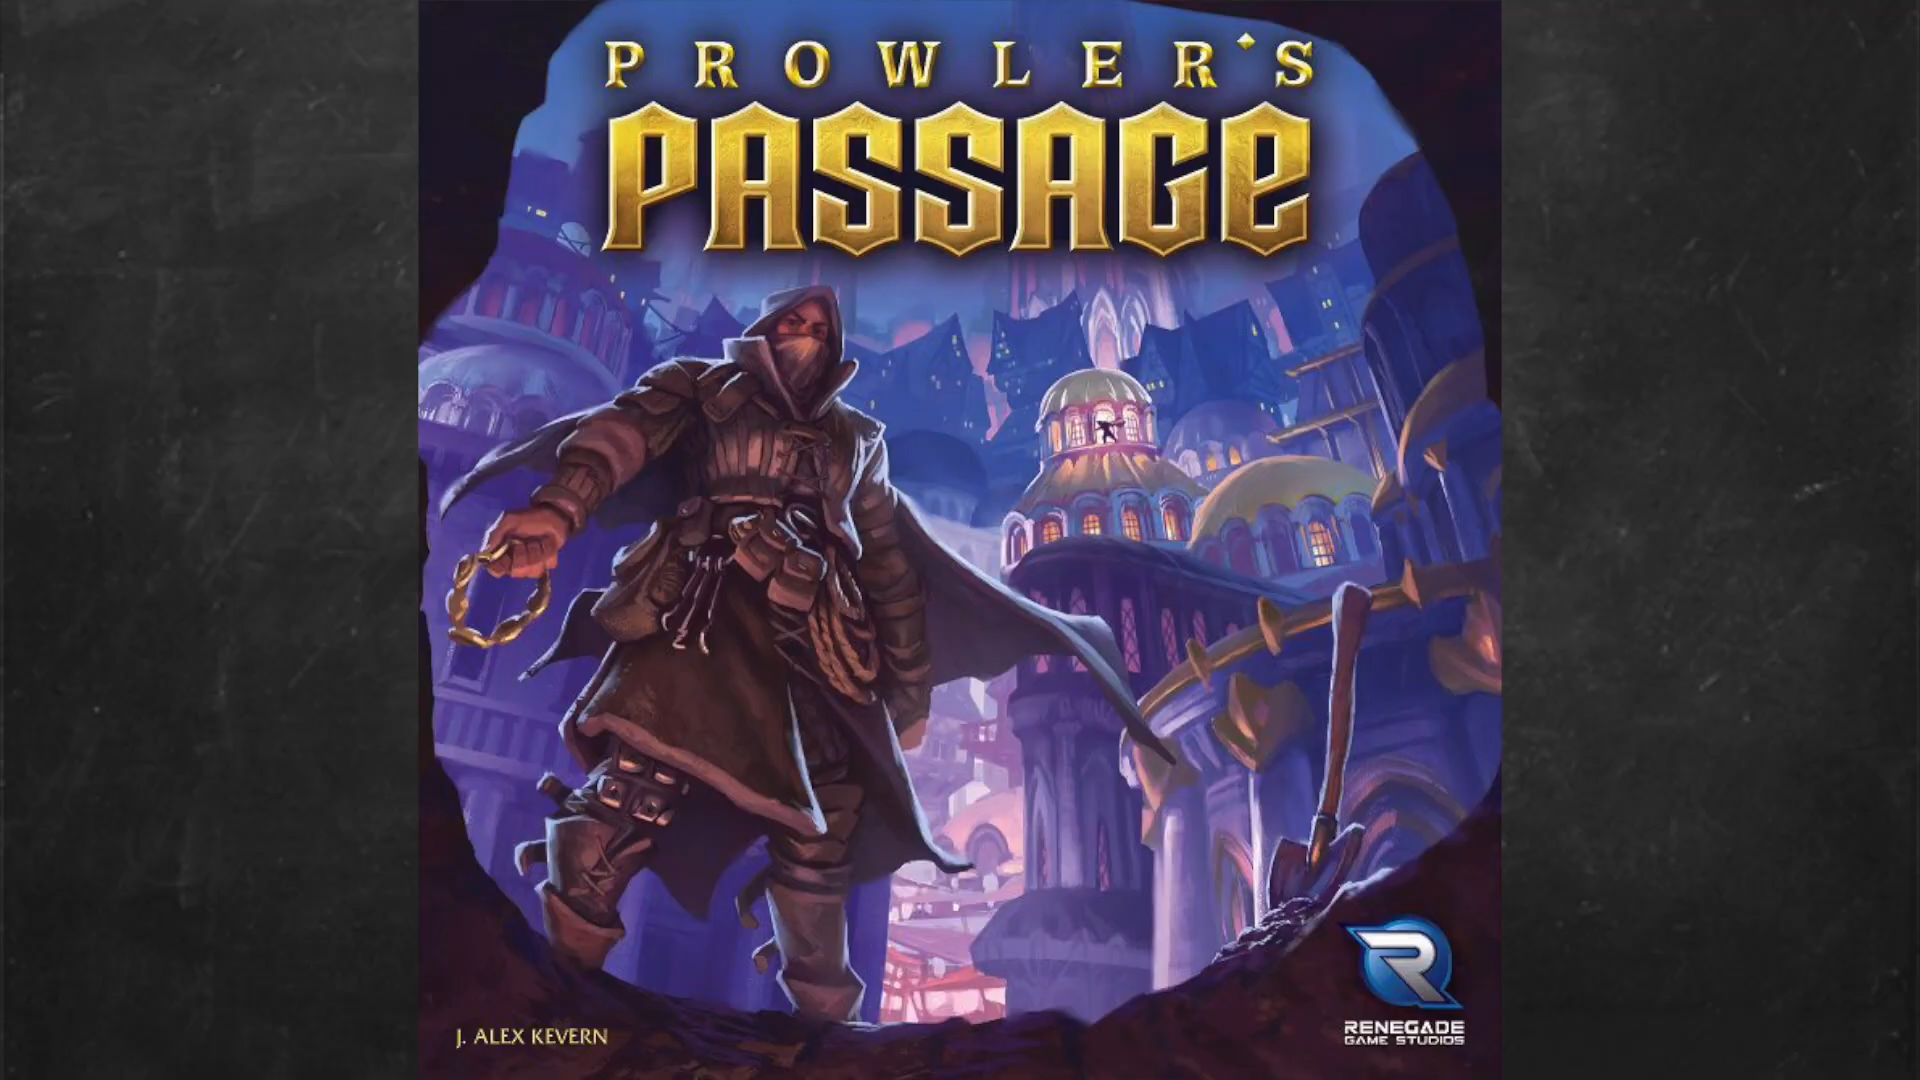 PROWLER'S
PASSAGE
J. ALEX KEVERN
RENEGADE
GAME STUDIOS